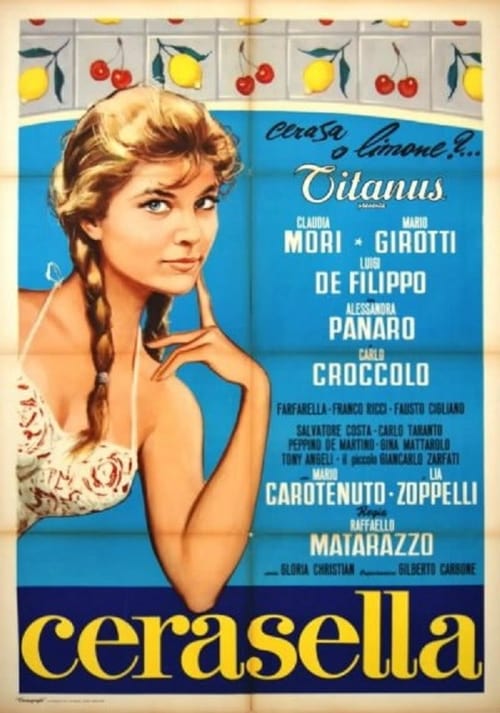 cerasa
o limone?...
Titanus
presenta
CLAUDIA MARIO
MORI * GIROTTI
LUIGI
DE FILIPPO
ALESSANDRA
PANARO
CARLO
CROCCOLO
FARFARELLA - FRANCO RICCI - FAUSTO CIGLIANO
SALVATORE COSTA - CARLO TARANTO
PEPPINO DE MARTINO - GINA MATTAROLO
TONY ANGELI - il piccolo GIANCARLO ZARFATI
MARIO LIA
CAROTENUTO - ZOPPELLI
Regia
RAFFAELLO
MATARAZZO
GLORIA CHRISTIAN GILBERTO CARBONE
cerasella